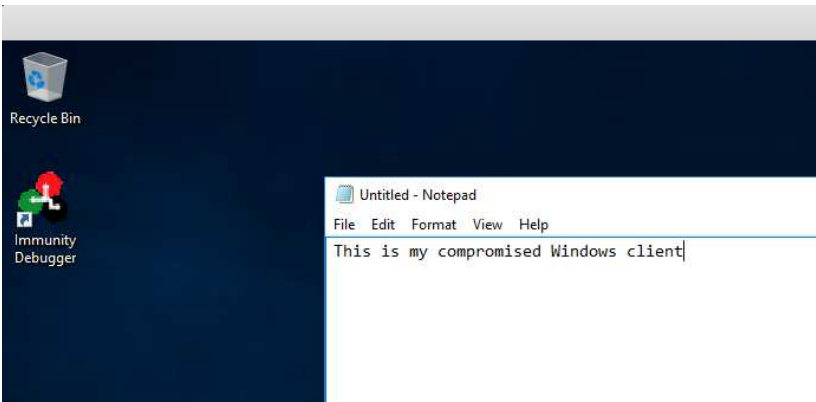 Recycle Bin
Immunity
Debugger
Untitled - Notepad
File Edit Format View Help
This is my compromised Windows client